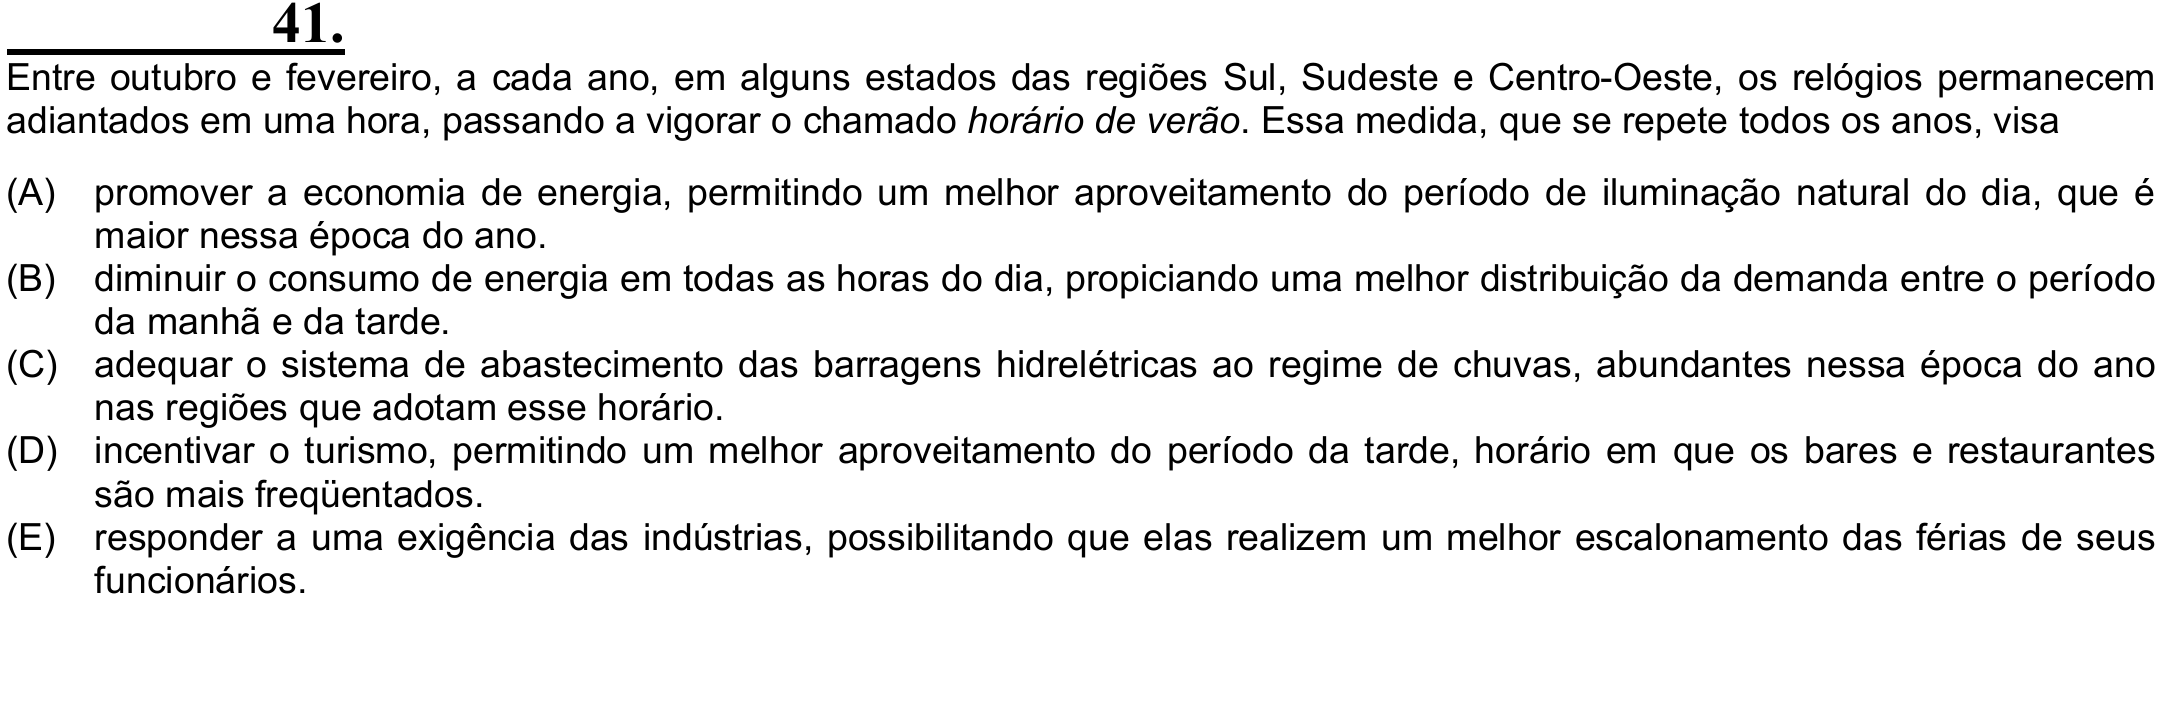 41.
Entre outubro e fevereiro, a cada ano, em alguns estados das regiões Sul, Sudeste e Centro-Oeste, os relógios permanecem
adiantados em uma hora, passando a vigorar o chamado horário de verão. Essa medida, que se repete todos os anos, visa
(A) promover a economia de energia, permitindo um melhor aproveitamento do período de iluminação natural do dia, que é
maior nessa época do ano.
(B) diminuir o consumo de energia em todas as horas do dia, propiciando uma melhor distribuição da demanda entre o período
da manhã e da tarde.
(C) adequar o sistema de abastecimento das barragens hidrelétricas ao regime de chuvas, abundantes nessa época do ano
nas regiões que adotam esse horário.
(D) incentivar o turismo, permitindo um melhor aproveitamento do período da tarde, horário em que os bares e restaurantes
são mais freqüentados.
(E) responder a uma exigência das indústrias, possibilitando que elas realizem um melhor escalonamento das férias de seus
funcionários.